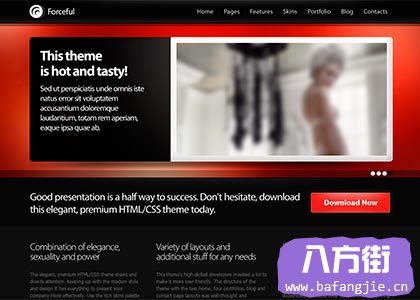 Forceful
Home Pages Features Skins Portfolio Blog Contacts
This theme
is hot and tasty!
Sed ut perspiciatis unde omnis iste
natus error sit voluptatem
accusantium doloremque
laudantium, totam rem aperiam,
eaque ipsa quae ab.
Good presentation is a half way to success. Don't hesitate, download
this elegant, premium HTML/CSS theme today.
Download Now
Combination of elegance,
sexuality and power
The elegant, premium HTML/CSS theme draws and
directly attention. Keeping up with the modern style
and design it has everything to present your
company more effectively. Use the rich skins palette
Variety of layouts and
additional stuff for any needs
This theme's high-skilled developers invested a lot to
make it more user friendly. The structure of the
theme with the two home, four portfolios, blog and
contact page layouts was well-thought and
八方街
www.bafangjie.cn